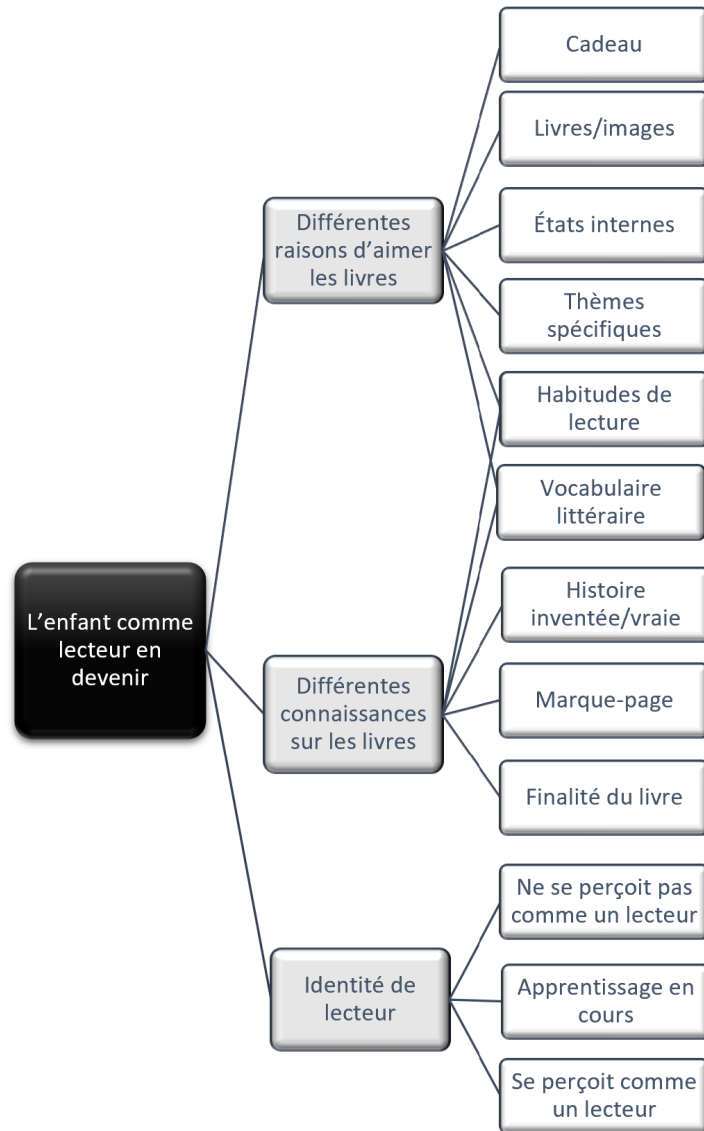 Cadeau
Livres/images
États internes
Thèmes
spécifiques
Habitudes de
lecture
Vocabulaire
littéraire
Histoire
inventée/vraie
Marque-page
Finalité du livre
Ne se perçoit pas
comme un lecteur
Apprentissage en
cours
Se perçoit comme
un lecteur
Différentes
raisons d’aimer
les livres
Différentes
connaissances
sur les livres
Identité de
lecteur
L’enfant comme
lecteur en
devenir